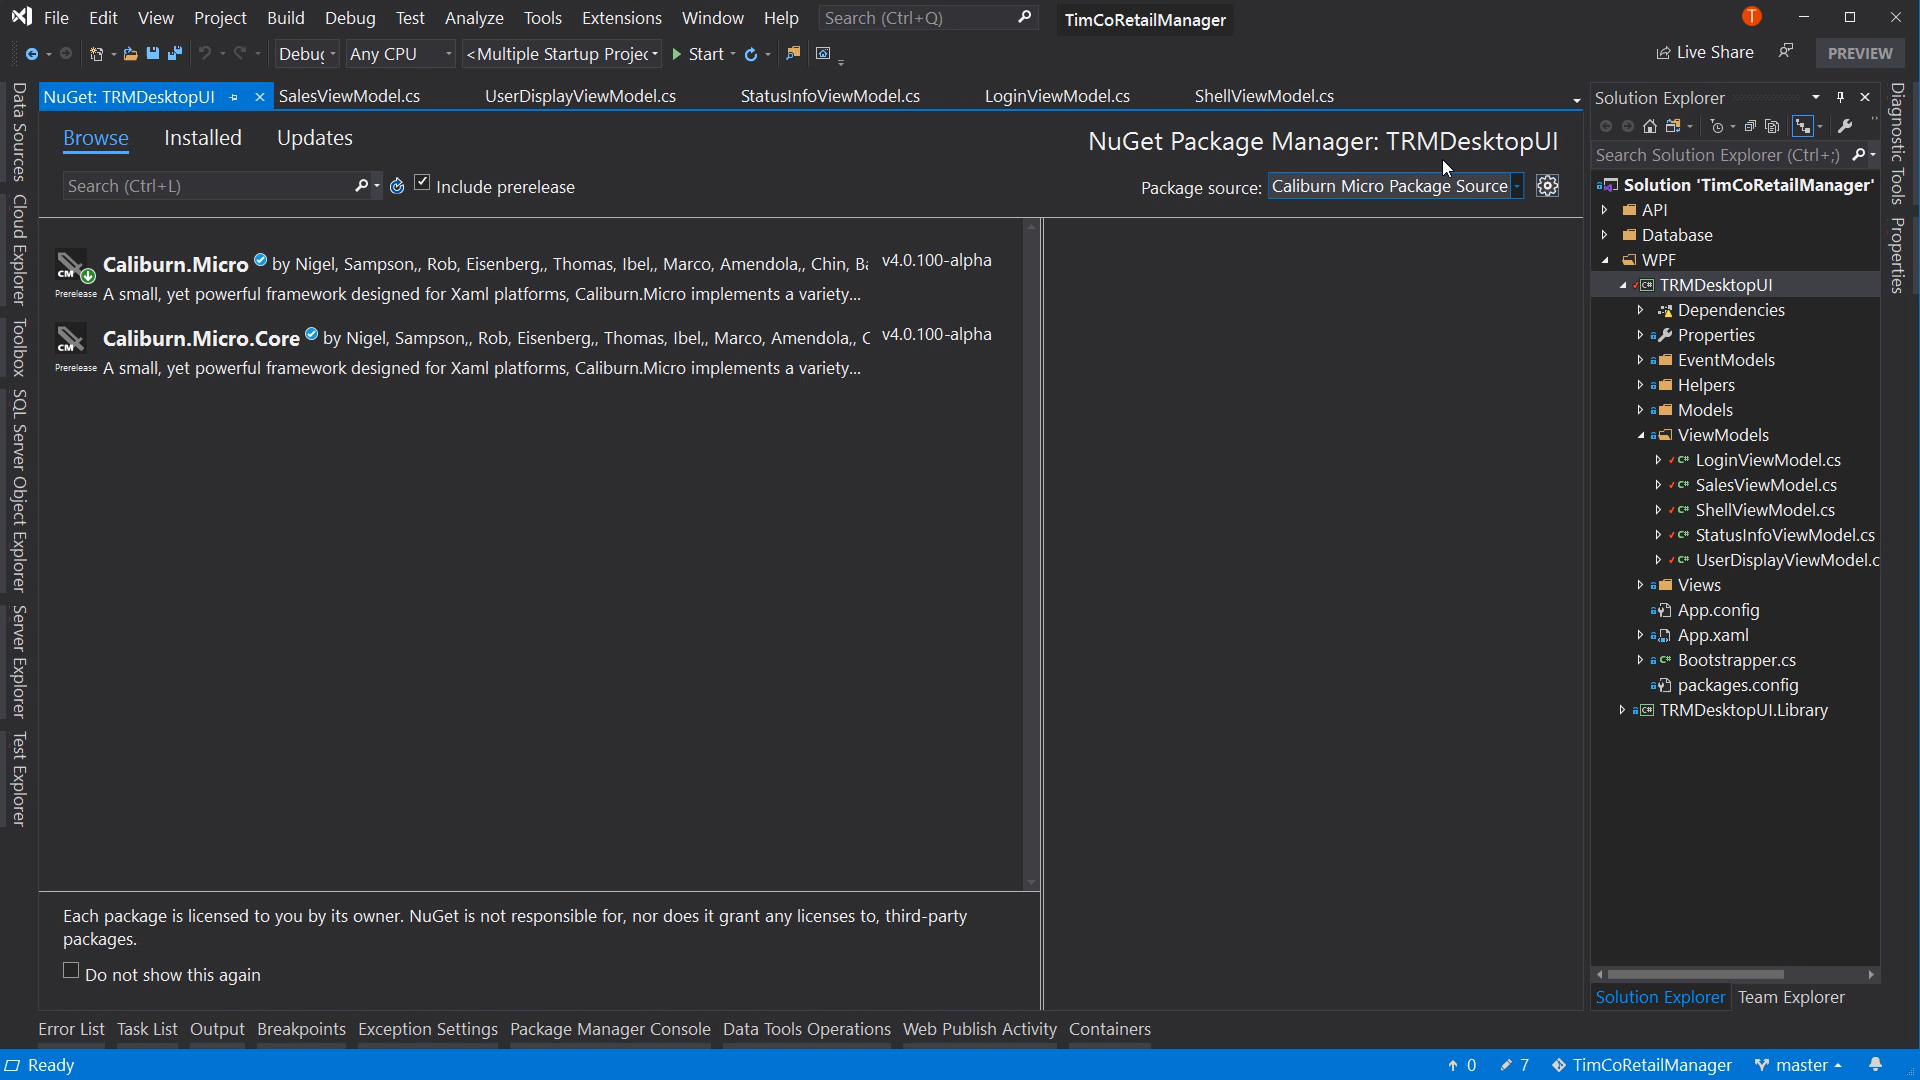 File Edit View Project Build Debug Test Analyze Tools Extensions Window Help Search (Ctrl+Q) TimCoRetailManager T
Debug Any CPU <Multiple Startup Projec Start Live Share PREVIEW
NuGet: TRMDesktopUI SalesViewModel.cs UserDisplayViewModel.cs StatusInfoViewModel.cs LoginViewModel.cs ShellViewModel.cs
Browse Installed Updates
NuGet Package Manager: TRMDesktopUI
Search (Ctrl+L) Include prerelease
Package source: Caliburn Micro Package Source
CM
Prerelease
Caliburn.Micro by Nigel, Sampson,, Rob, Eisenberg,, Thomas, Ibel,, Marco, Amendola,, Chin, Ba v4.0.100-alpha
A small, yet powerful framework designed for Xaml platforms, Caliburn.Micro implements a variety...
CM
Prerelease
Caliburn.Micro.Core by Nigel, Sampson,, Rob, Eisenberg,, Thomas, Ibel,, Marco, Amendola,, C v4.0.100-alpha
A small, yet powerful framework designed for Xaml platforms, Caliburn.Micro implements a variety...
Each package is licensed to you by its owner. NuGet is not responsible for, nor does it grant any licenses to, third-party
packages.
Do not show this again
Data Sources
Cloud Explorer
Toolbox
SQL Server Object Explorer
Server Explorer
Test Explorer
Solution Explorer
Search Solution Explorer (Ctrl+;)
Solution 'TimCoRetailManager'
API
Database
WPF
TRMDesktopUI
Dependencies
Properties
EventModels
Helpers
Models
ViewModels
LoginViewModel.cs
SalesViewModel.cs
ShellViewModel.cs
StatusInfoViewModel.cs
UserDisplayViewModel.c
Views
App.config
App.xaml
Bootstrapper.cs
packages.config
TRMDesktopUI.Library
Solution Explorer Team Explorer
Diagnostic Tools
Properties
Error List Task List Output Breakpoints Exception Settings Package Manager Console Data Tools Operations Web Publish Activity Containers
Ready 0 7 TimCoRetailManager master